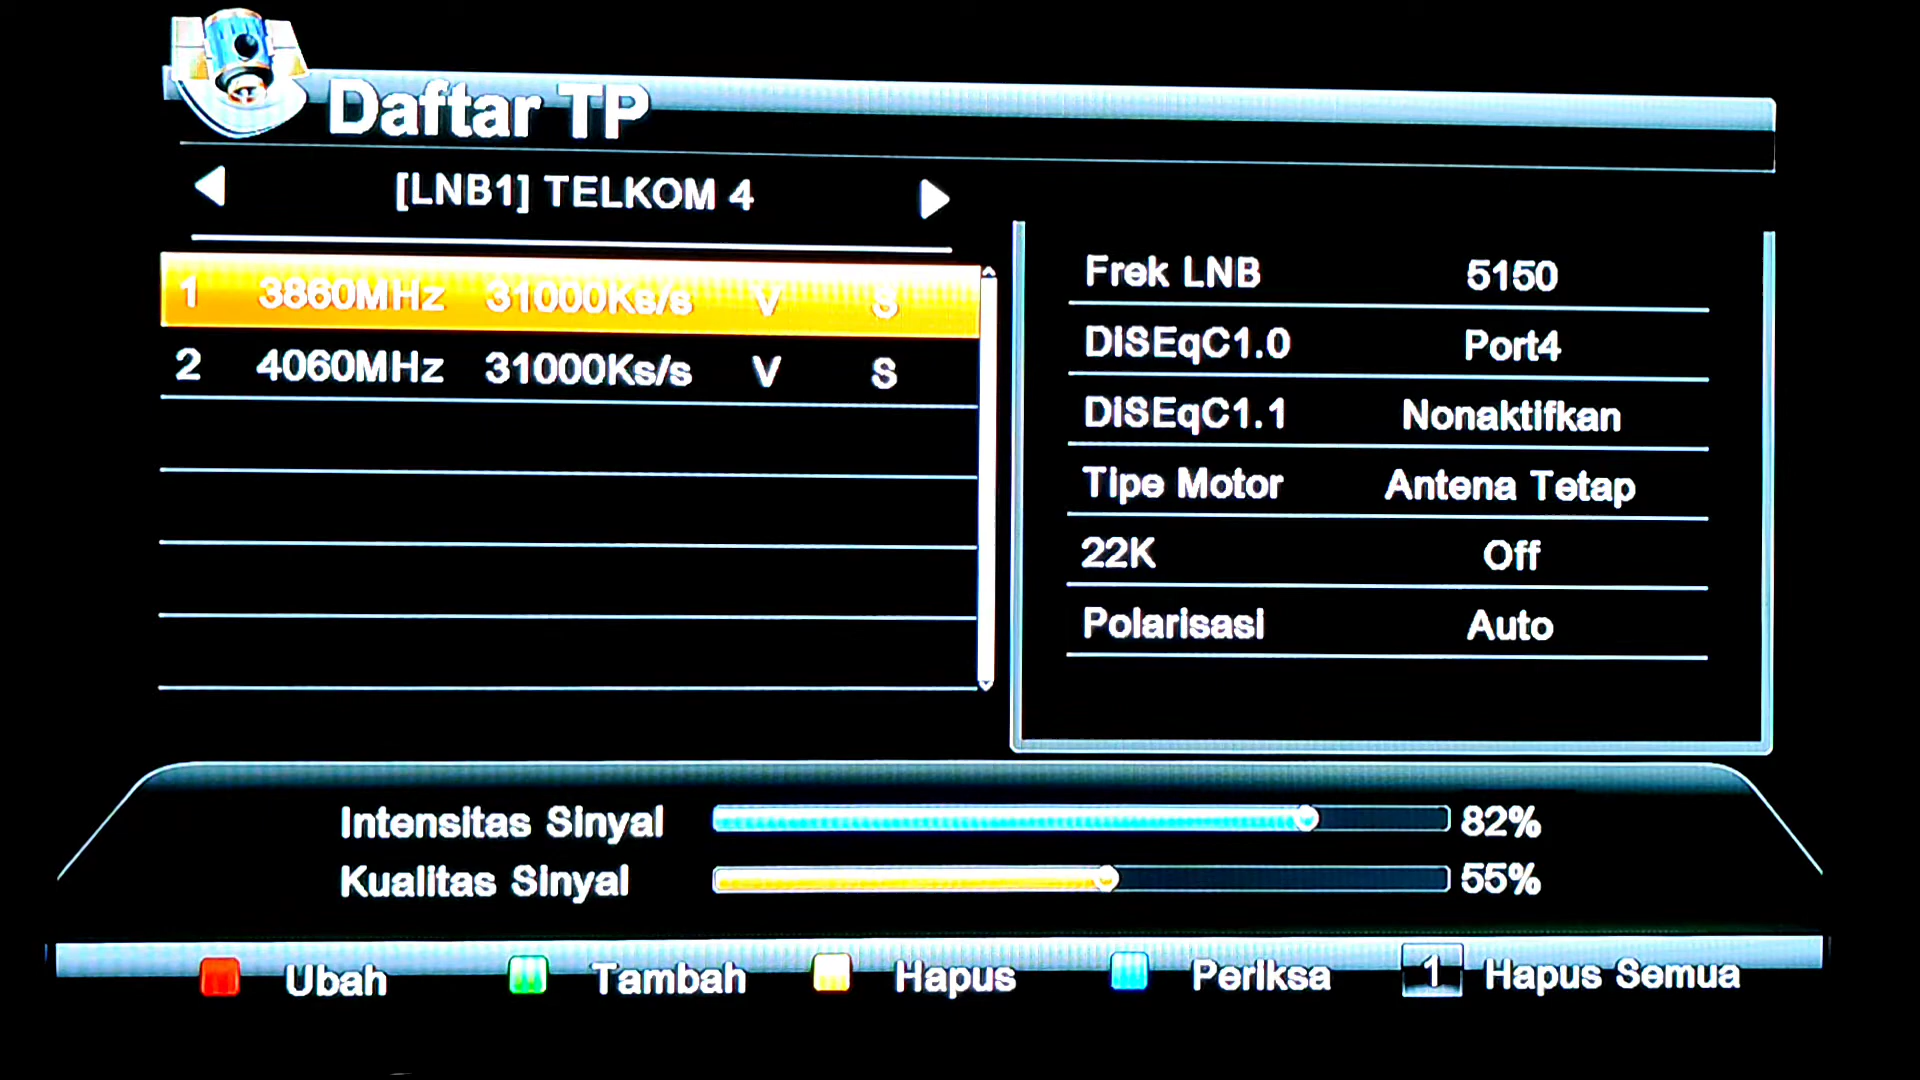 Daftar TP
[LNB1] TELKOM 4
1 3860MHz 31000Ks/s V S
2 4060MHz 31000Ks/s V S
Frek LNB 5150
DISEqC1.0 Port4
DISEqC1.1 Nonaktifkan
Tipe Motor Antena Tetap
22K Off
Polarisasi Auto
Intensitas Sinyal 82%
Kualitas Sinyal 55%
Ubah Tambah Hapus Periksa 1 Hapus Semua